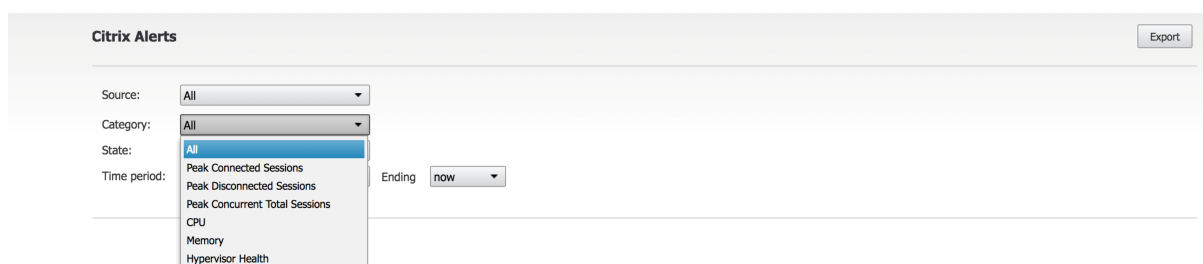 Citrix Alerts
Export
Source: All
Category: All
State:
All
Time period:
Peak Connected Sessions
Ending now
Peak Disconnected Sessions
Peak Concurrent Total Sessions
CPU
Memory
Hypervisor Health